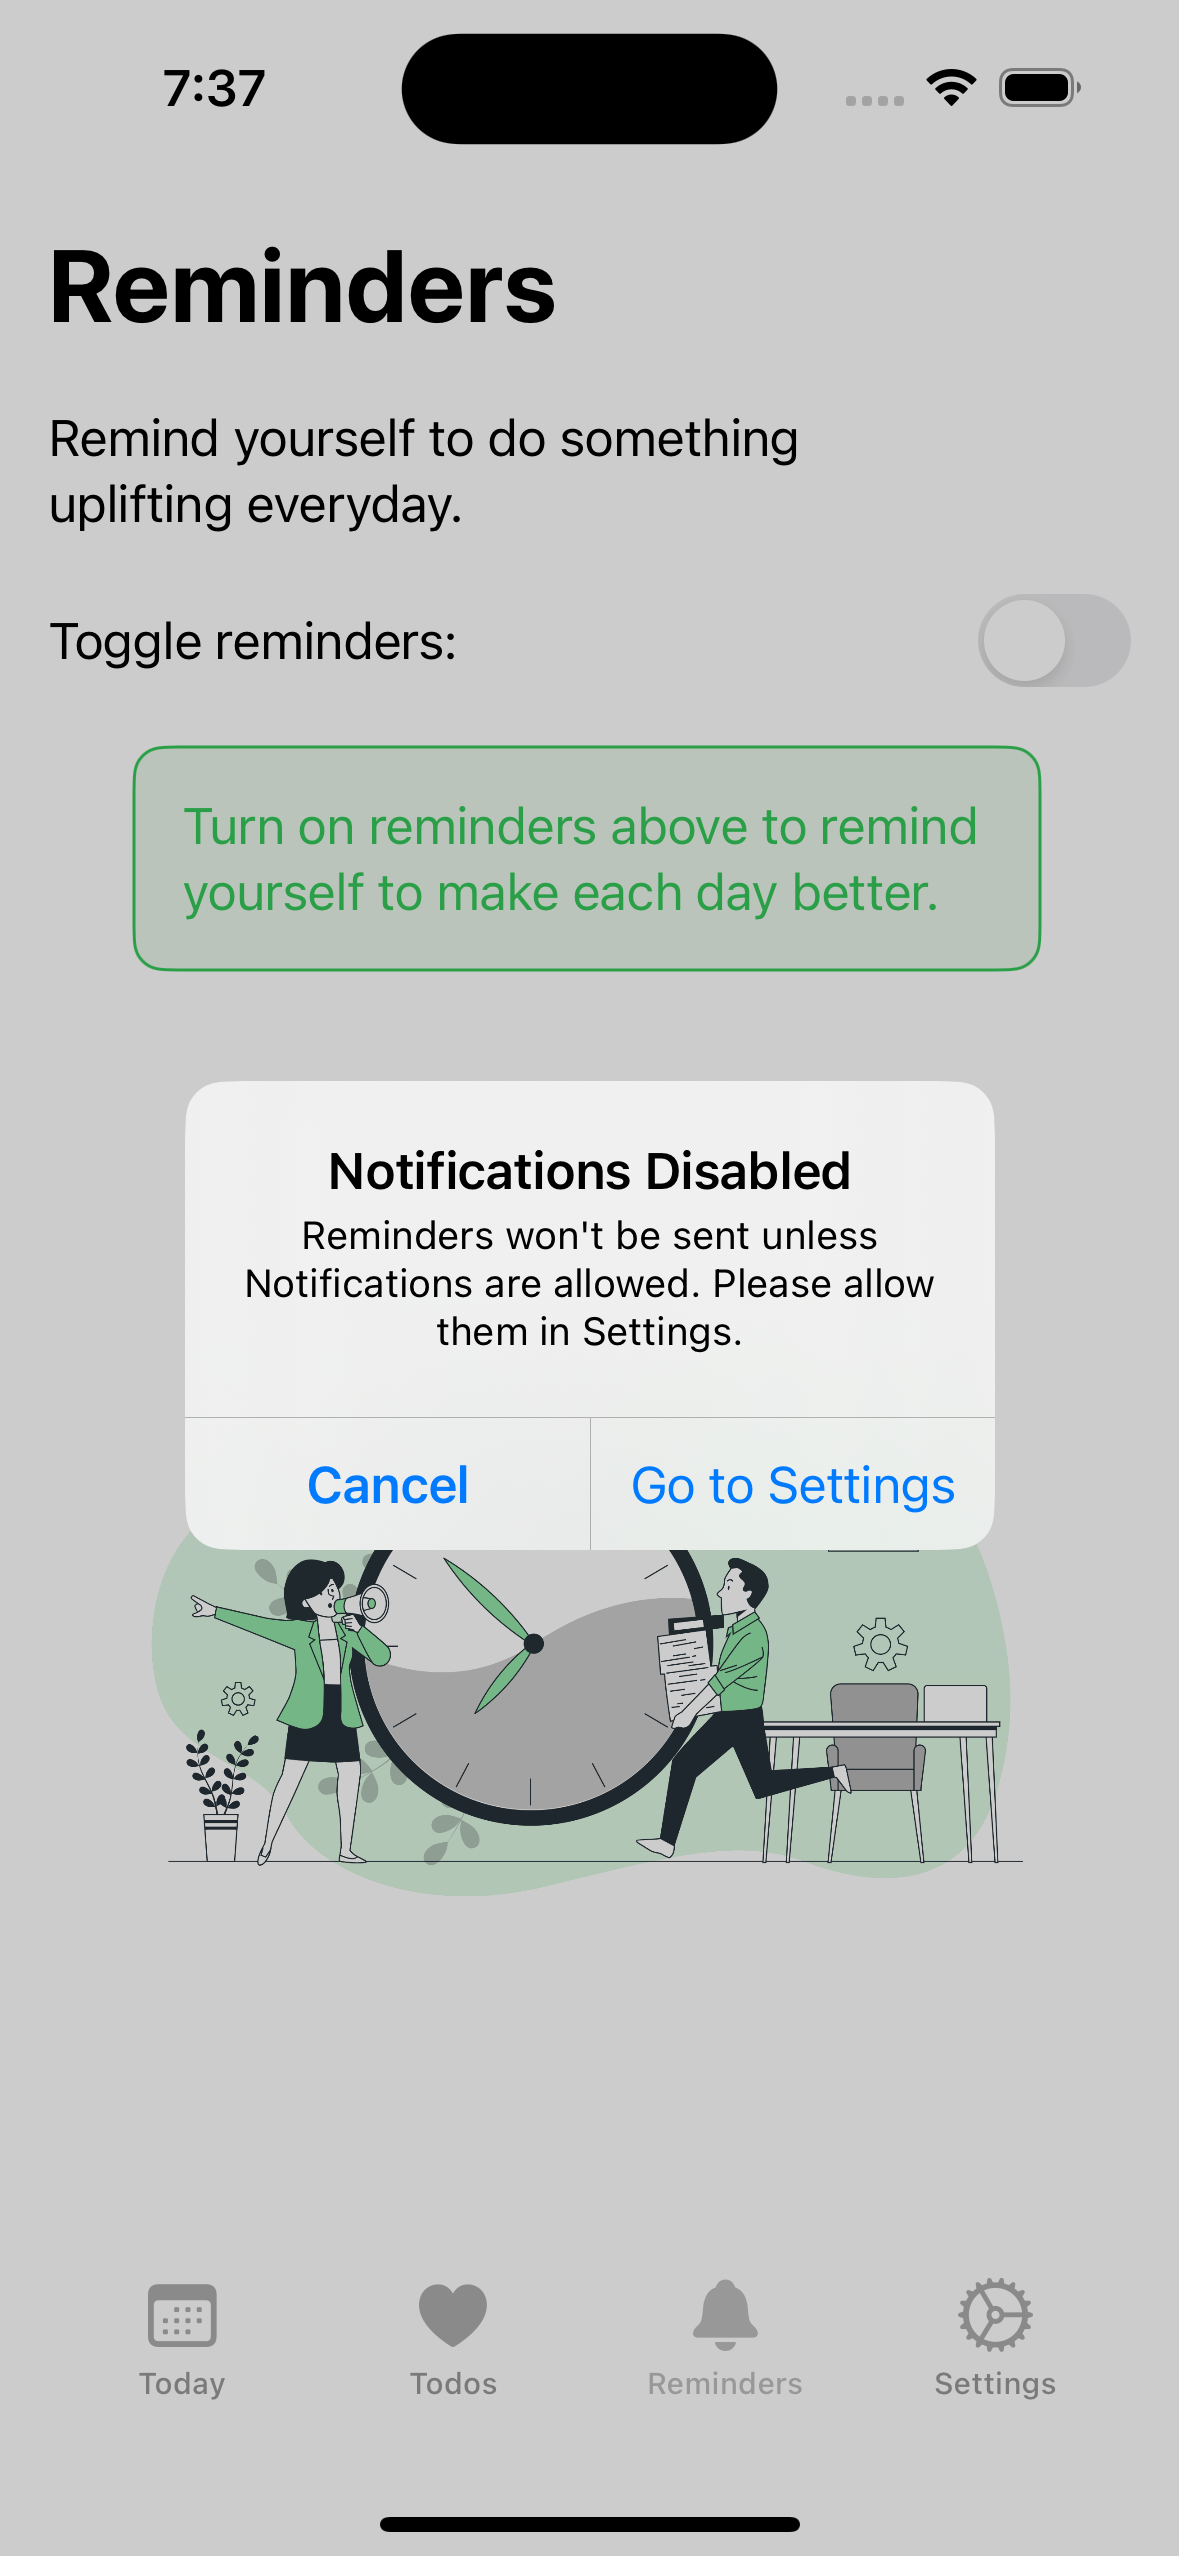 7:37
Reminders
Remind yourself to do something
uplifting everyday.
Toggle reminders:
Turn on reminders above to remind
yourself to make each day better.
Notifications Disabled
Reminders won't be sent unless
Notifications are allowed. Please allow
them in Settings.
Cancel
Go to Settings
Today
Todos
Reminders
Settings